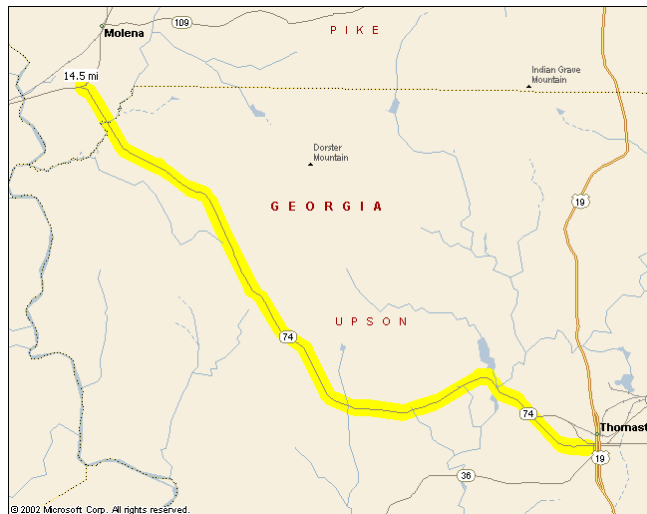 109
PIKE
Molena
14.5 mi
Indian Grave
Mountain
Dorster
Mountain
19
GEORGIA
UPSON
74
74
Thomast
19
36
© 2002 Microsoft Corp. All rights reserved.